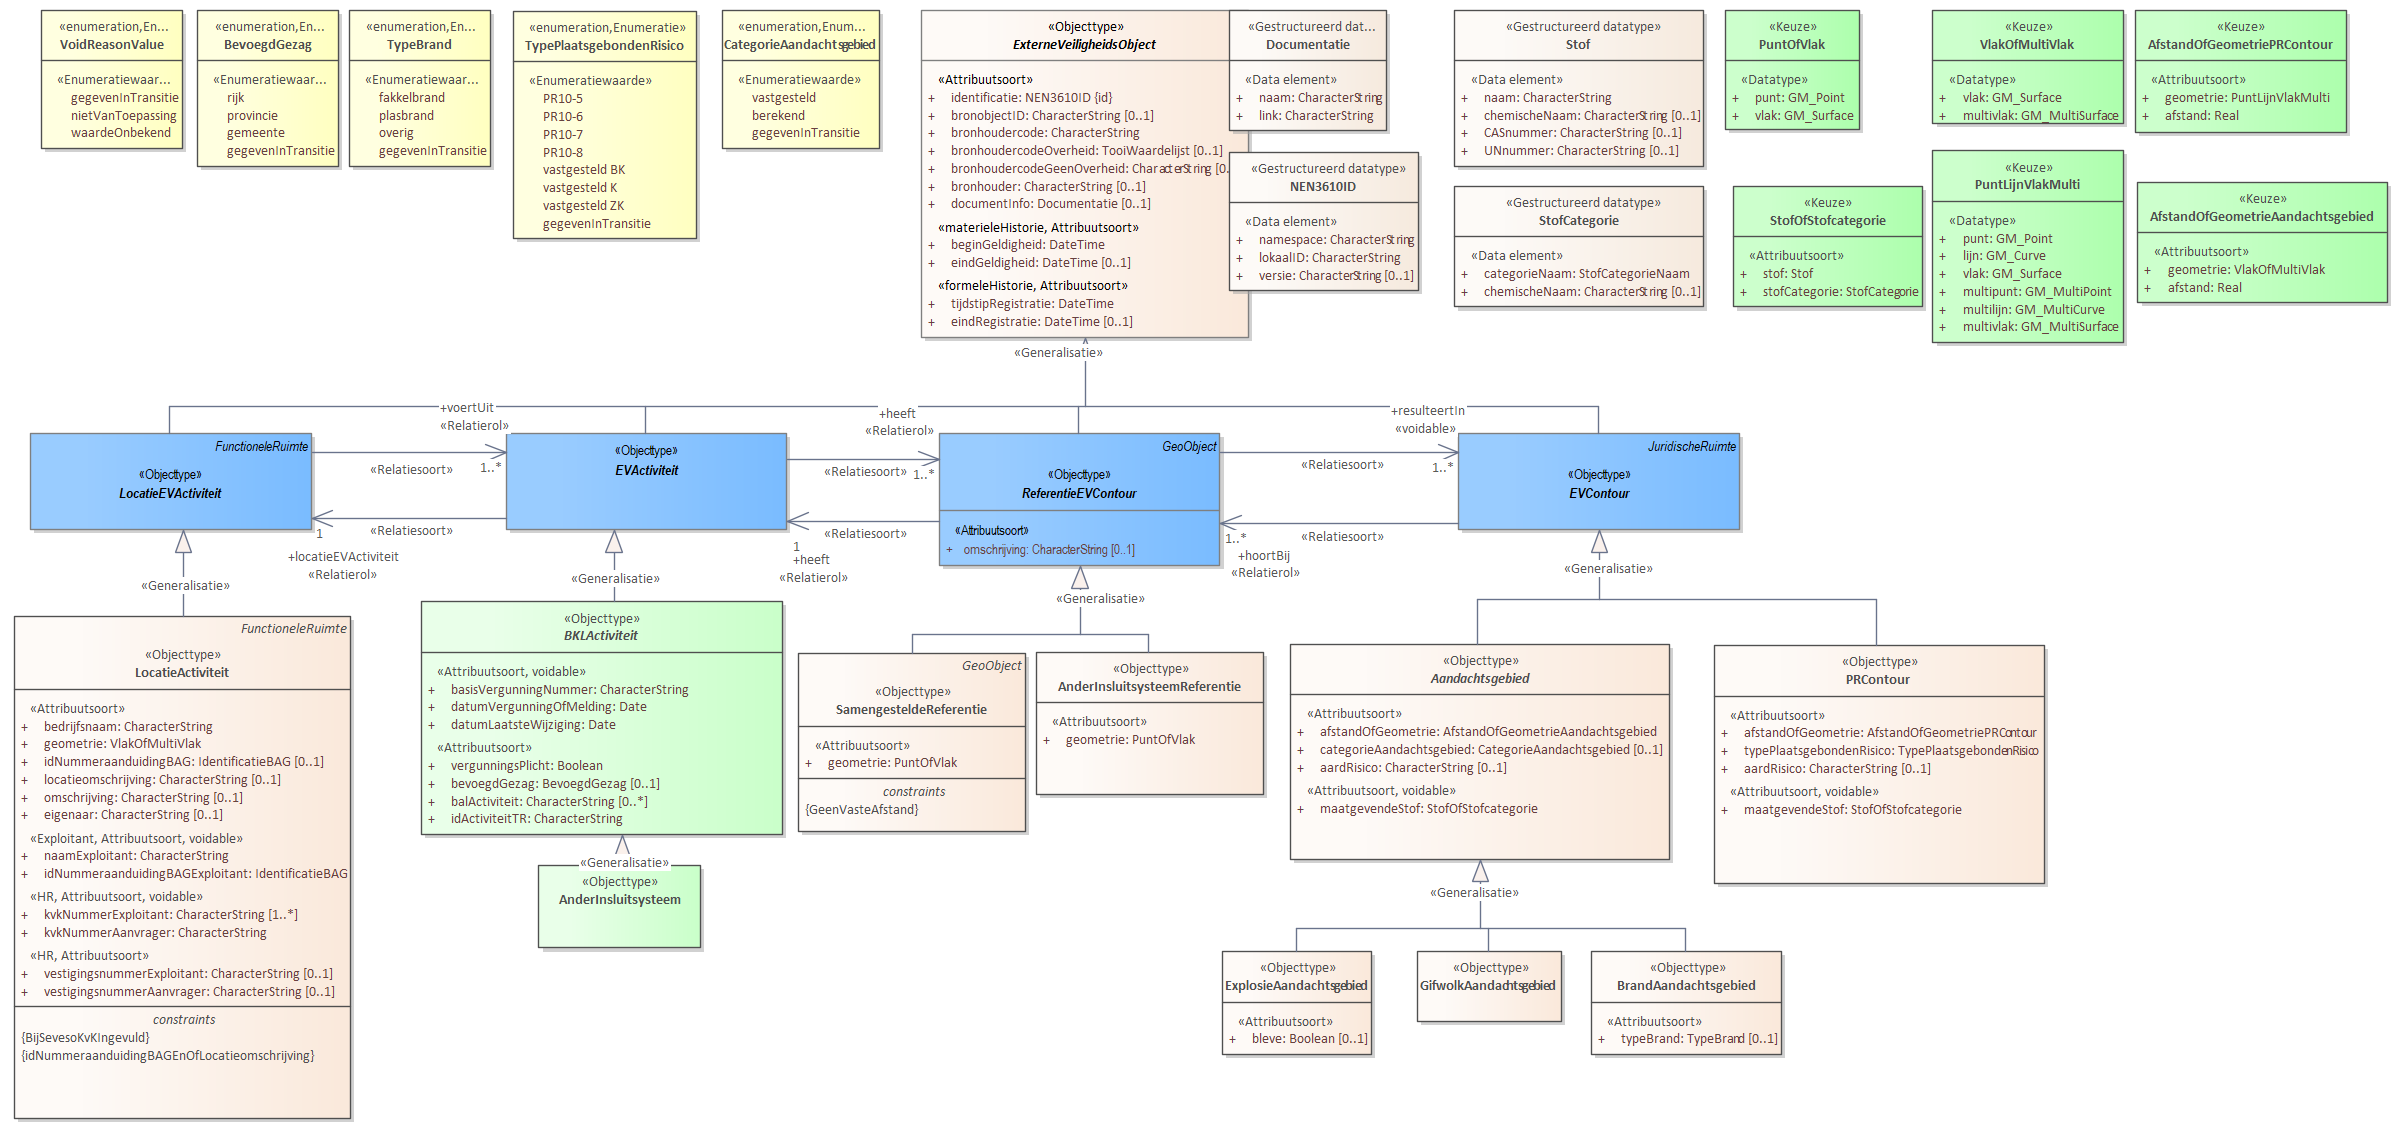 «enumeration,En...
VoidReasonValue
«Enumeratiewaar...
gegevenInTransitie
nietVanToepassing
waardeOnbekend
«enumeration,En...
BevoegdGezag
«Enumeratiewaar...
rijk
provincie
gemeente
gegevenInTransitie
«enumeration,En...
TypeBrand
«Enumeratiewaar...
fakkelbrand
plasbrand
overig
gegevenInTransitie
«enumeration,Enumeratie»
TypePlaatsgebondenRisico
«Enumeratiewaarde»
PR10-5
PR10-6
PR10-7
PR10-8
vastgesteld BK
vastgesteld K
vastgesteld ZK
gegevenInTransitie
«enumeration,Enum...
CategorieAandachtsgebied
«Enumeratiewaarde»
vastgesteld
berekend
gegevenInTransitie
«Objecttype»
ExterneVeiligheidsObject
«Attribuutsoort»
+ identificatie: NEN3610ID {id}
+ bronobjectID: CharacterString [0..1]
+ bronhoudercode: CharacterString
+ bronhoudercodeOverheid: TooiWaardelijst [0..1]
+ bronhoudercodeGeenOverheid: CharacterString [0..
+ bronhouder: CharacterString [0..1]
+ documentInfo: Documentatie [0..1]
«materieleHistorie, Attribuutsoort»
+ beginGeldigheid: DateTime
+ eindGeldigheid: DateTime [0..1]
«formeleHistorie, Attribuutsoort»
+ tijdstipRegistratie: DateTime
+ eindRegistratie: DateTime [0..1]
«Gestructureerd dat...
Documentatie
«Data element»
+ naam: CharacterString
+ link: CharacterString
«Gestructureerd datatype»
NEN3610ID
«Data element»
+ namespace: CharacterString
+ lokaalID: CharacterString
+ versie: CharacterString [0..1]
«Gestructureerd datatype»
Stof
«Data element»
+ naam: CharacterString
+ chemischeNaam: CharacterString [0..1]
+ CASnummer: CharacterString [0..1]
+ UNnummer: CharacterString [0..1]
«Gestructureerd datatype»
StofCategorie
«Data element»
+ categorieNaam: StofCategorieNaam
+ chemischeNaam: CharacterString [0..1]
«Keuze»
PuntOfVlak
«Datatype»
+ punt: GM_Point
+ vlak: GM_Surface
«Keuze»
StofOfStofcategorie
«Attribuutsoort»
+ stof: Stof
+ stofCategorie: StofCategorie
«Keuze»
VlakOfMultiVlak
«Datatype»
+ vlak: GM_Surface
+ multivlak: GM_MultiSurface
«Keuze»
PuntLijnVlakMulti
«Datatype»
+ punt: GM_Point
+ lijn: GM_Curve
+ vlak: GM_Surface
+ multipunt: GM_MultiPoint
+ multilijn: GM_MultiCurve
+ multivlak: GM_MultiSurface
«Keuze»
AfstandOfGeometriePRContour
«Attribuutsoort»
+ geometrie: PuntLijnVlakMulti
+ afstand: Real
«Keuze»
AfstandOfGeometrieAandachtsgebied
«Attribuutsoort»
+ geometrie: VlakOfMultiVlak
+ afstand: Real
«Generalisatie»
FunctioneleRuimte
«Objecttype»
LocatieEVActiviteit
+voertUit
«Relatierol»
«Relatiesoort»
1..*
«Relatiesoort»
1
+locatieEVActiviteit
«Relatierol»
«Objecttype»
EVActiviteit
+heeft
«Relatierol»
«Relatiesoort»
1..*
«Relatiesoort»
1
+heeft
«Relatierol»
GeoObject
«Objecttype»
ReferentieEVContour
«Attribuutsoort»
+ omschrijving: CharacterString [0..1]
+resulteertIn
«voidable»
«Relatiesoort»
1..*
«Relatiesoort»
1..*
+hoortBij
«Relatierol»
JuridischeRuimte
«Objecttype»
EVContour
«Generalisatie»
«Generalisatie»
«Generalisatie»
«Generalisatie»
FunctioneleRuimte
«Objecttype»
LocatieActiviteit
«Attribuutsoort»
+ bedrijfsnaam: CharacterString
+ geometrie: VlakOfMultiVlak
+ idNummeraanduidingBAG: IdentificatieBAG [0..1]
+ locatieomschrijving: CharacterString [0..1]
+ omschrijving: CharacterString [0..1]
+ eigenaar: CharacterString [0..1]
«Exploitant, Attribuutsoort, voidable»
+ naamExploitant: CharacterString
+ idNummeraanduidingBAGExploitant: IdentificatieBAG
«HR, Attribuutsoort, voidable»
+ kvkNummerExploitant: CharacterString [1..*]
+ kvkNummerAanvrager: CharacterString
«HR, Attribuutsoort»
+ vestigingsnummerExploitant: CharacterString [0..1]
+ vestigingsnummerAanvrager: CharacterString [0..1]
constraints
{BijSevesoKvKIngevuld}
{idNummeraanduidingBAGEnOfLocatieomschrijving}
«Objecttype»
BKLActiviteit
«Attribuutsoort, voidable»
+ basisVergunningNummer: CharacterString
+ datumVergunningOfMelding: Date
+ datumLaatsteWijziging: Date
«Attribuutsoort»
+ vergunningsPlicht: Boolean
+ bevoegdGezag: BevoegdGezag [0..1]
+ balActiviteit: CharacterString [0..*]
+ idActiviteitTR: CharacterString
«Generalisatie»
«Objecttype»
AnderInsluitsysteem
GeoObject
«Objecttype»
SamengesteldeReferentie
«Attribuutsoort»
+ geometrie: PuntOfVlak
constraints
{GeenVasteAfstand}
«Objecttype»
AnderInsluitsysteemReferentie
«Attribuutsoort»
+ geometrie: PuntOfVlak
«Objecttype»
Aandachtsgebied
«Attribuutsoort»
+ afstandOfGeometrie: AfstandOfGeometrieAandachtsgebied
+ categorieAandachtsgebied: CategorieAandachtsgebied [0..1]
+ aardRisico: CharacterString [0..1]
«Attribuutsoort, voidable»
+ maatgevendeStof: StofOfStofcategorie
«Objecttype»
PRContour
«Attribuutsoort»
+ afstandOfGeometrie: AfstandOfGeometriePRContour
+ typePlaatsgebondenRisico: TypePlaatsgebondenRisico
+ aardRisico: CharacterString [0..1]
«Attribuutsoort, voidable»
+ maatgevendeStof: StofOfStofcategorie
«Generalisatie»
«Objecttype»
ExplosieAandachtsgebied
«Attribuutsoort»
+ bleve: Boolean [0..1]
«Objecttype»
GifwolkAandachtsgebied
«Objecttype»
BrandAandachtsgebied
«Attribuutsoort»
+ typeBrand: TypeBrand [0..1]